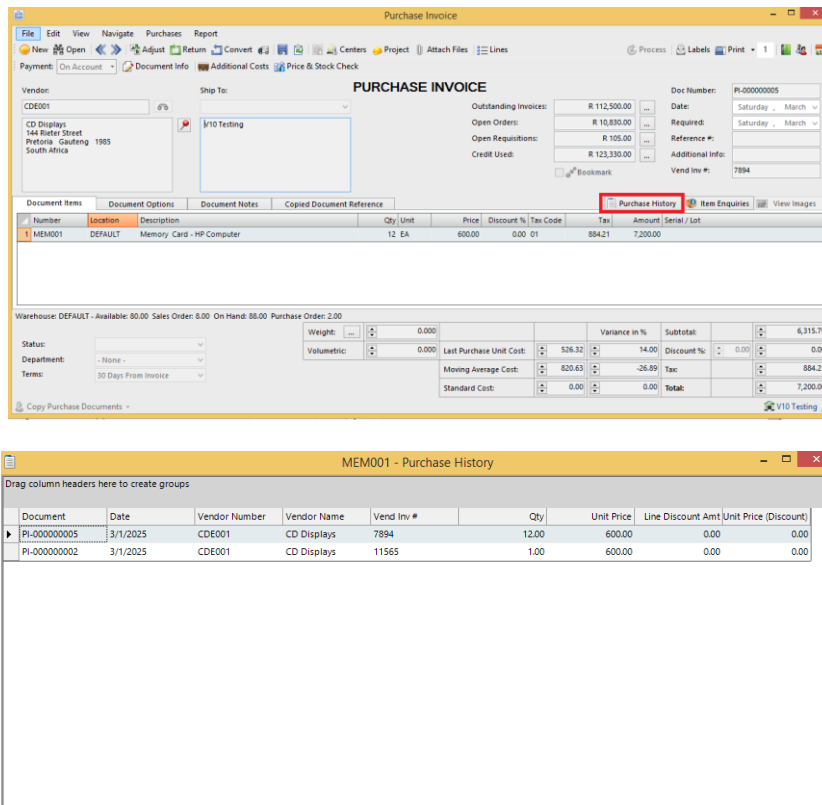 Purchase Invoice
File Edit View Navigate Purchases Report
New Open Adjust Return Convert Centers Project Attach Files Lines Process Labels Print 1
Payment: On Account Document Info Additional Costs Price & Stock Check
Vendor: Ship To: PURCHASE INVOICE Doc Number: PI-000000005
CDE001 Outstanding Invoices: R 112,500.00 ... Date: Saturday , March
CD Displays V10 Testing Open Orders: R 10,830.00 ... Required: Saturday , March
144 Rieter Street
Pretoria Gauteng 1985 Open Requisitions: R 105.00 ... Reference #:
South Africa Credit Used: R 123,330.00 ... Additional Info:
Bookmark Vend Inv #: 7894
Document Items Document Options Document Notes Copied Document Reference Purchase History Item Enquiries View Images
Number Location Description Qty Unit Price Discount % Tax Code Tax Amount Serial / Lot
1 MEM001 DEFAULT Memory Card - HP Computer 12 EA 600.00 0.00 01 884.21 7,200.00
Warehouse: DEFAULT - Available: 80.00 Sales Order: 8.00 On Hand: 88.00 Purchase Order: 2.00
Weight: ... 0.000 Variance in % Subtotal: 6,315.7
Status: Volumetric: 0.000 Last Purchase Unit Cost: 526.32 14.00 Discount %: 0.00 0.0
Department: - None - Moving Average Cost: 820.63 -26.89 Tax: 884.2
Terms: 30 Days From Invoice Standard Cost: 0.00 0.00 Total: 7,200.0
Copy Purchase Documents V10 Testing
MEM001 - Purchase History
Drag column headers here to create groups
Document Date Vendor Number Vendor Name Vend Inv # Qty Unit Price Line Discount Amt Unit Price (Discount)
PI-000000005 3/1/2025 CDE001 CD Displays 7894 12.00 600.00 0.00 0.00
PI-000000002 3/1/2025 CDE001 CD Displays 11565 1.00 600.00 0.00 0.00